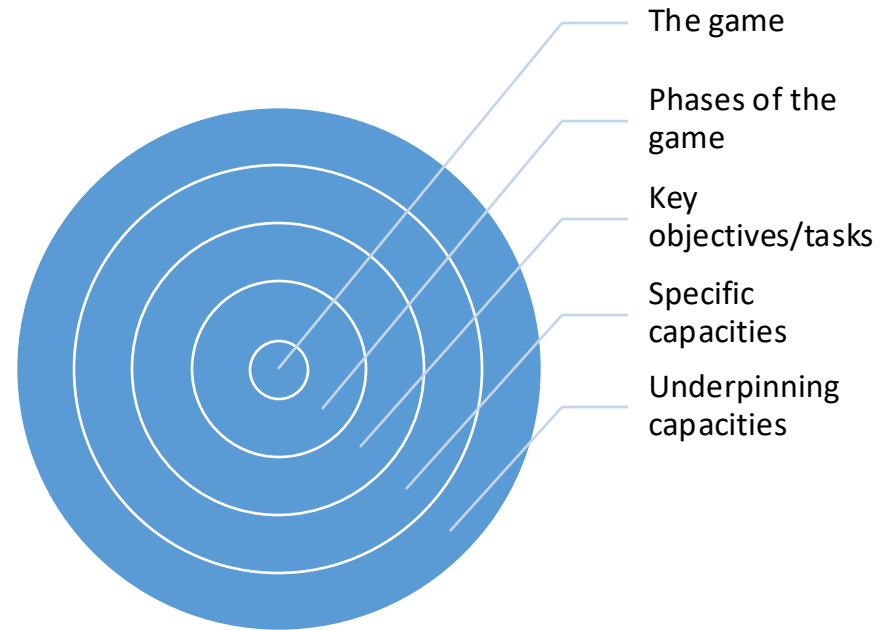 The game
Phases of the
game
Key
objectives/tasks
Specific
capacities
Underpinning
capacities